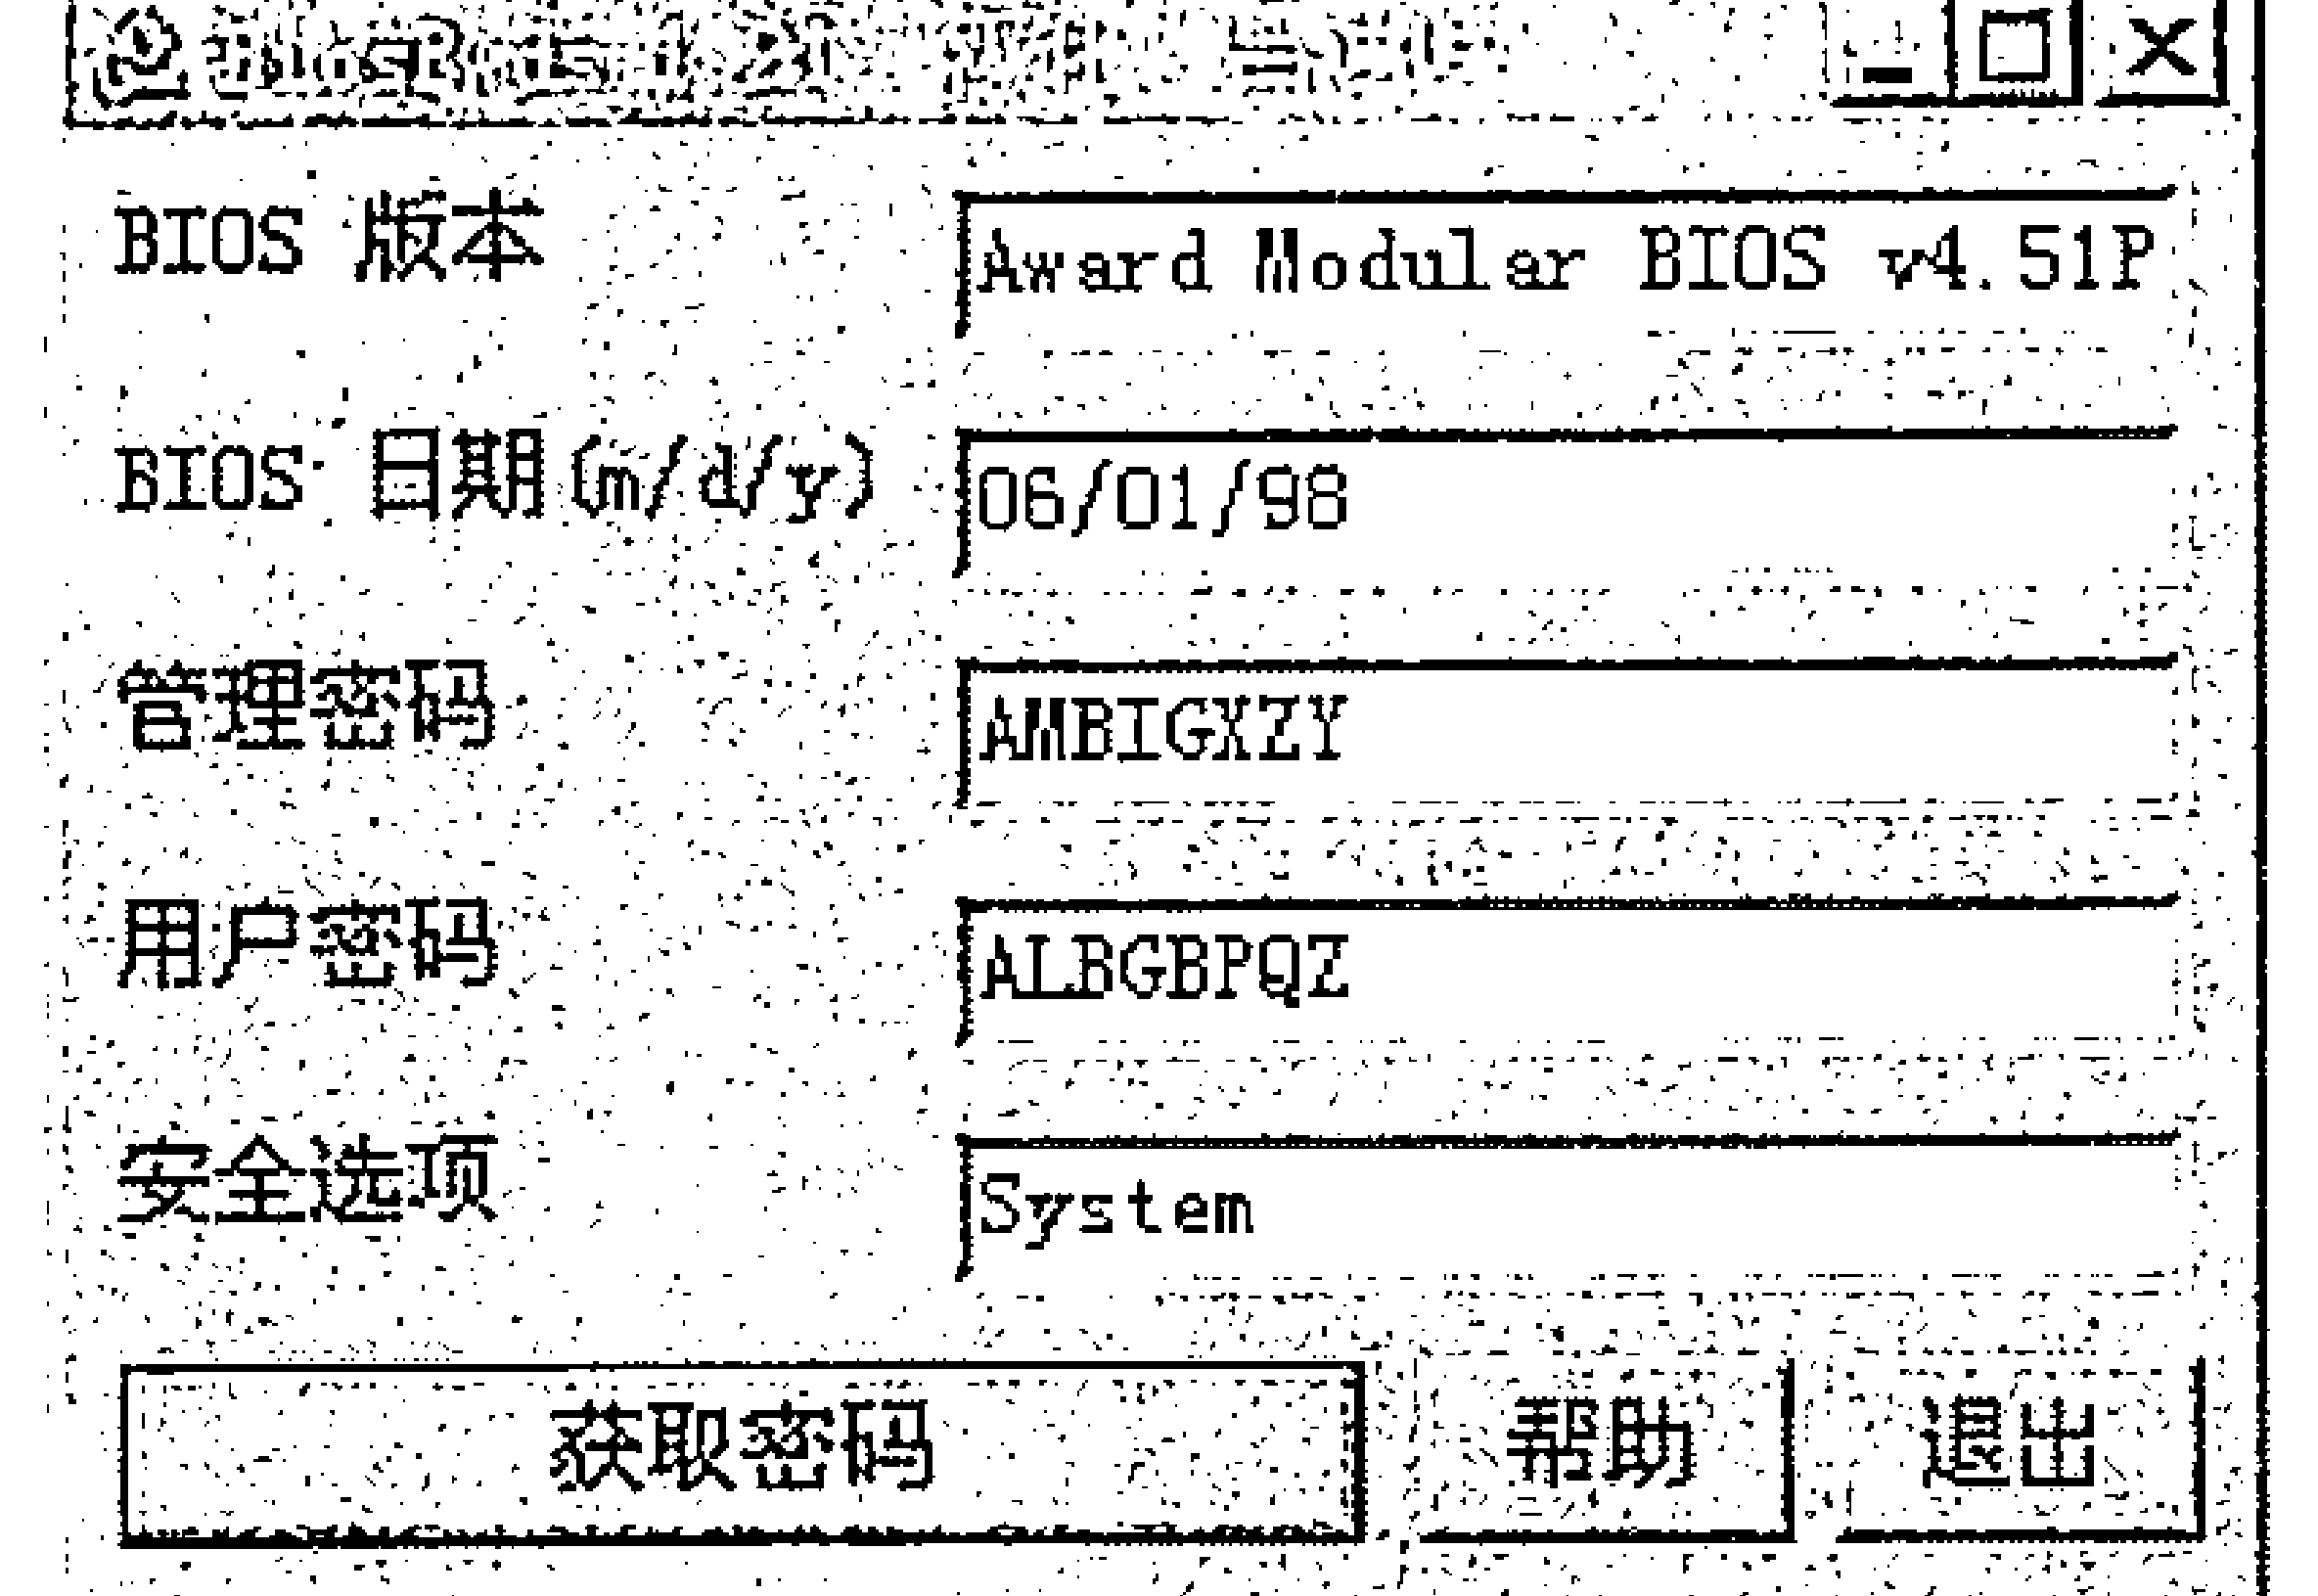 BIOS 版本 Award Modular BIOS v4.51P
BIOS 日期(m/d/y) 06/01/98
管理密码 AMBIGXZY
用户密码 ALBGBPQZ
安全选项 System
获取密码 帮助 退出